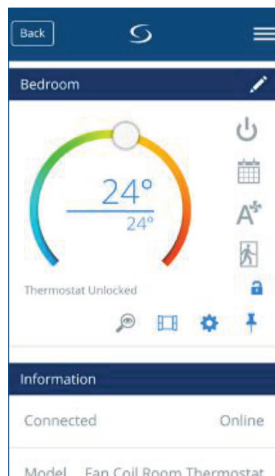 Back
Bedroom
24°
24°
A
Thermostat Unlocked
Information
Connected Online
Model Fan Coil Room Thermostat